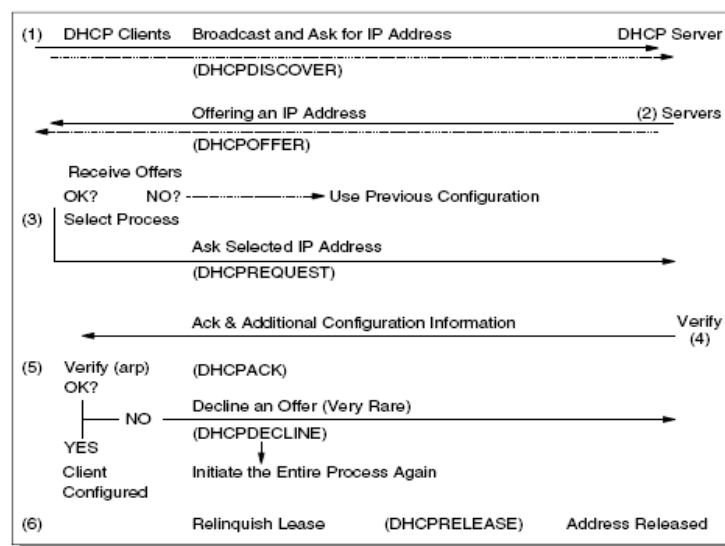 (1) DHCP Clients Broadcast and Ask for IP Address DHCP Server
(DHCPDISCOVER)
Offering an IP Address (2) Servers
(DHCPOFFER)
Receive Offers
OK? NO? Use Previous Configuration
(3) Select Process
Ask Selected IP Address
(DHCPREQUEST)
Ack & Additional Configuration Information Verify
(4)
(5) Verify (arp) (DHCPACK)
OK?
Decline an Offer (Very Rare)
NO
(DHCPDECLINE)
YES
Client Initiate the Entire Process Again
Configured
(6) Relinquish Lease (DHCPRELEASE) Address Released